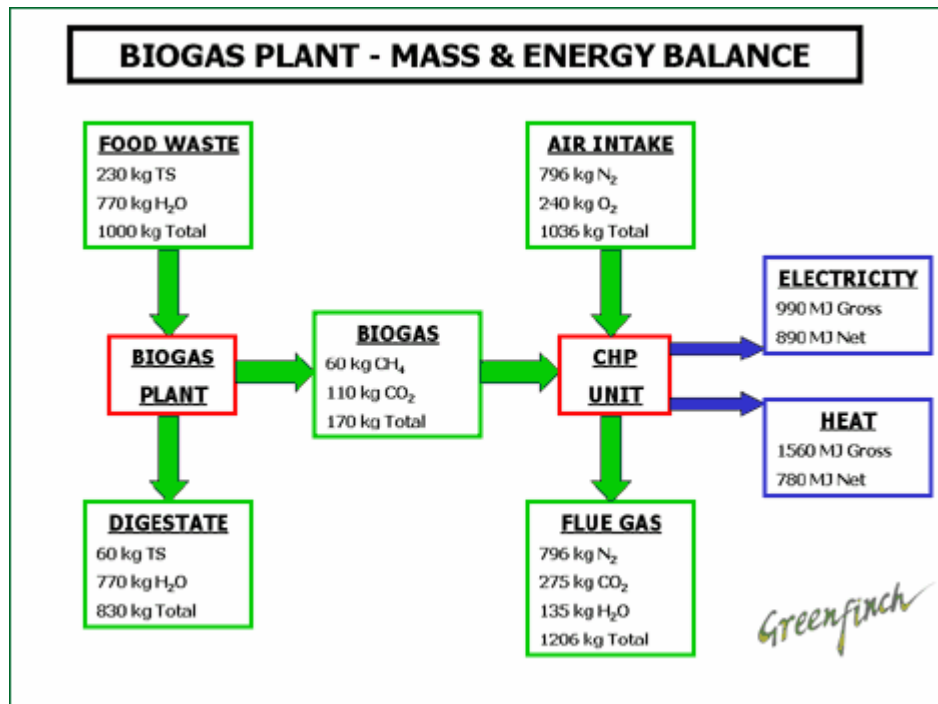 BIOGAS PLANT - MASS & ENERGY BALANCE
FOOD WASTE
230 kg TS
770 kg H₂O
1000 kg Total
AIR INTAKE
796 kg N₂
240 kg O₂
1036 kg Total
ELECTRICITY
990 MJ Gross
890 MJ Net
BIOGAS
PLANT
BIOGAS
60 kg CH₄
110 kg CO₂
170 kg Total
CHP
UNIT
HEAT
1560 MJ Gross
780 MJ Net
DIGESTATE
60 kg TS
770 kg H₂O
830 kg Total
FLUE GAS
796 kg N₂
275 kg CO₂
135 kg H₂O
1206 kg Total
Greenfinch